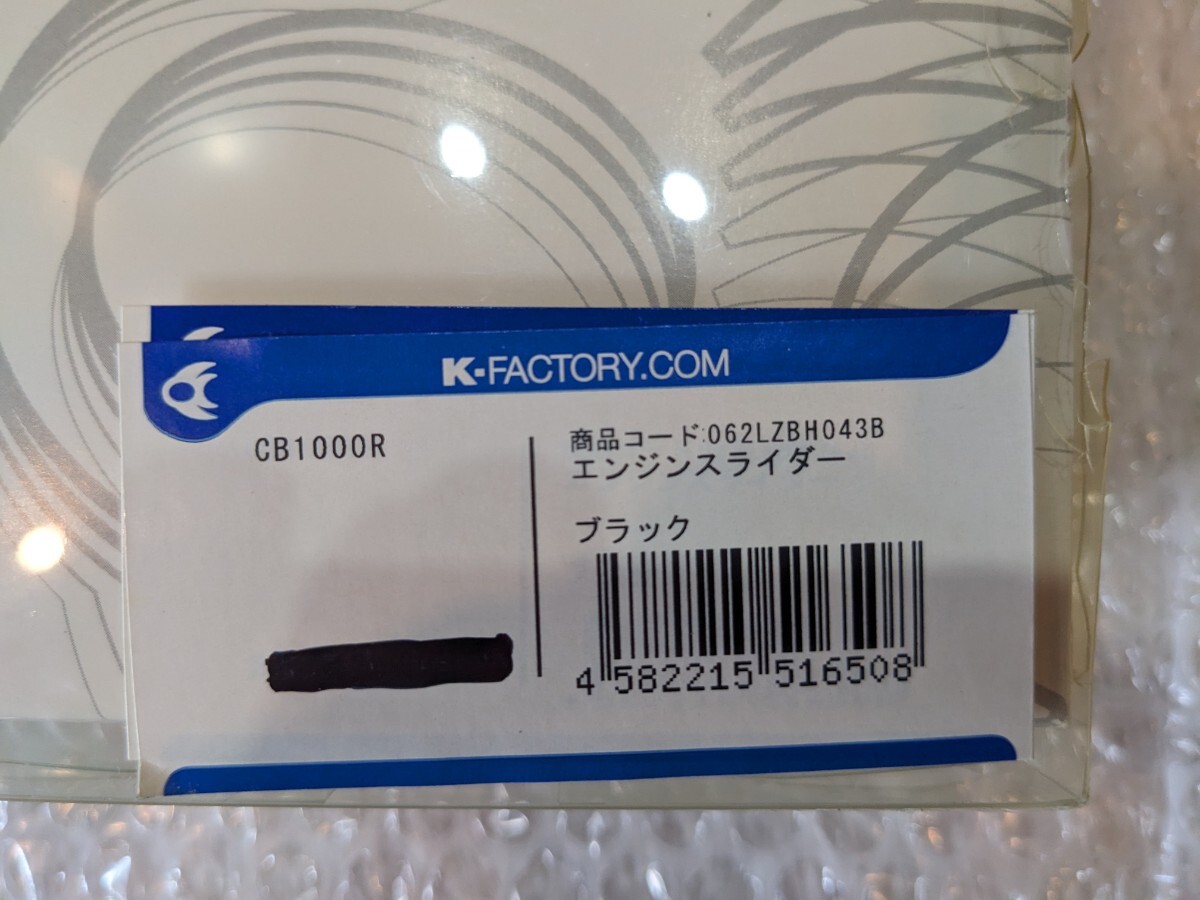 K-FACTORY.COM
CB1000R
商品コード:062LZBH043B
エンジンスライダー
ブラック
4 582215 516508